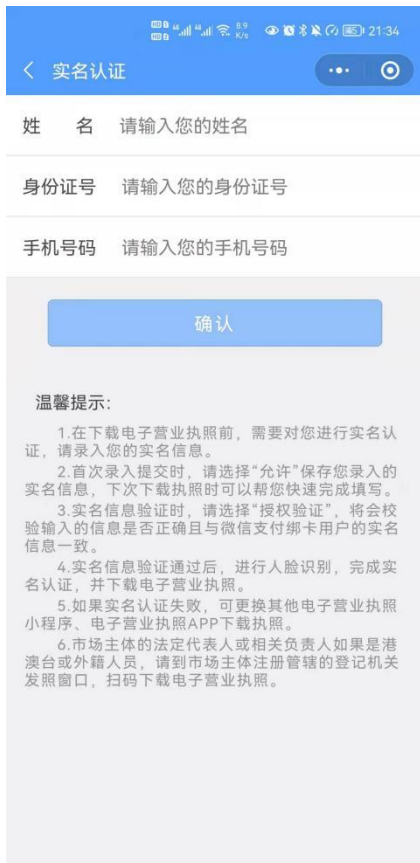 HD 1 4G 4G 8.9 K/s 21:34
HD 2
实名认证
姓 名 请输入您的姓名
身份证号 请输入您的身份证号
手机号码 请输入您的手机号码
确认
温馨提示:
1.在下载电子营业执照前，需要对您进行实名认
证，请录入您的实名信息。
2.首次录入提交时，请选择“允许”保存您录入的
实名信息，下次下载执照时可以帮您快速完成填写。
3.实名信息验证时，请选择“授权验证”，将会校
验输入的信息是否正确且与微信支付绑卡用户的实名
信息一致。
4.实名信息验证通过后，进行人脸识别，完成实
名认证，并下载电子营业执照。
5.如果实名认证失败，可更换其他电子营业执照
小程序、电子营业执照APP下载执照。
6.市场主体的法定代表人或相关负责人如果是港
澳台或外籍人员，请到市场主体注册管辖的登记机关
发照窗口，扫码下载电子营业执照。